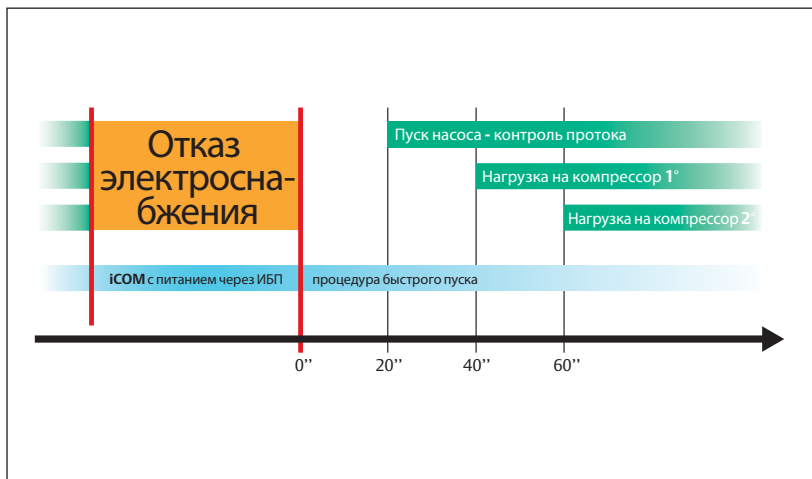 Отказ
электросна-
бжения
Пуск насоса - контроль протока
Нагрузка на компрессор 1°
Нагрузка на компрессор 2°
iCOM с питанием через ИБП
процедура быстрого пуска
0’’
20’’
40’’
60’’